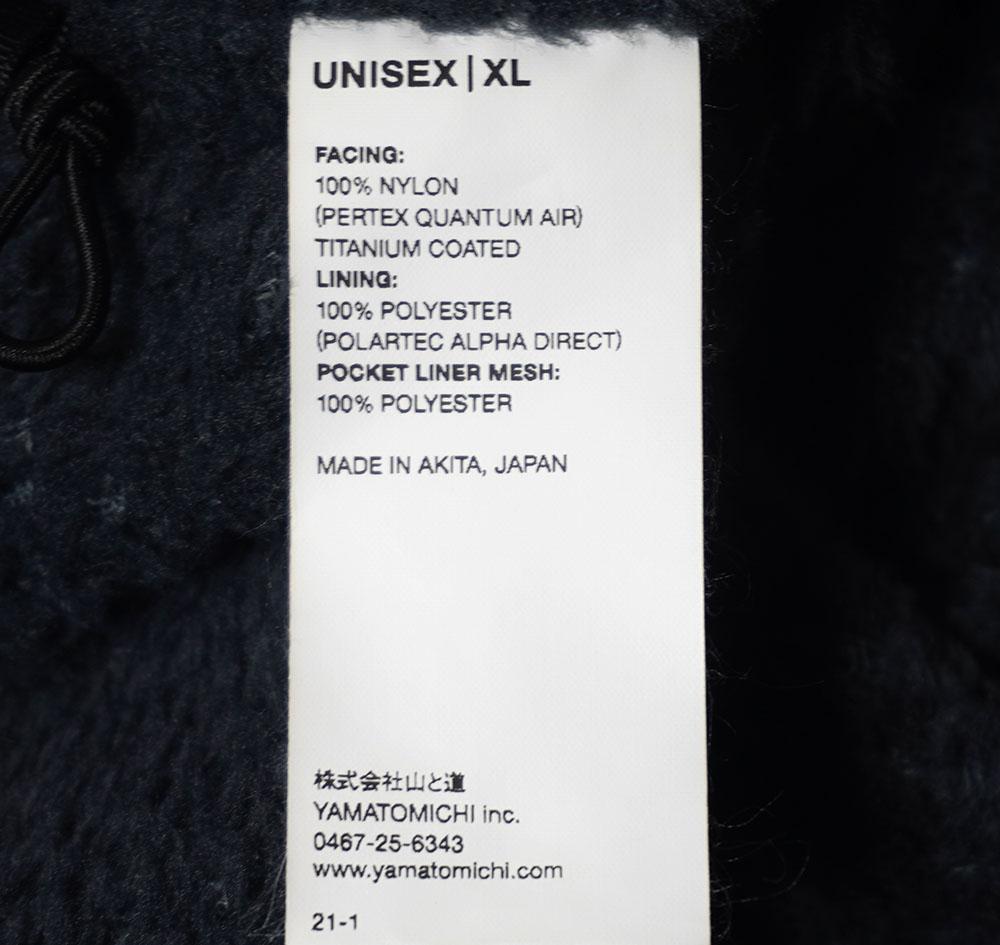 UNISEX|XL
FACING:
100% NYLON
(PERTEX QUANTUM AIR)
TITANIUM COATED
LINING:
100% POLYESTER
(POLARTEC ALPHA DIRECT)
POCKET LINER MESH:
100% POLYESTER
MADE IN AKITA, JAPAN
株式会社山と道
YAMATOMICHI inc.
0467-25-6343
www.yamatomichi.com
21-1